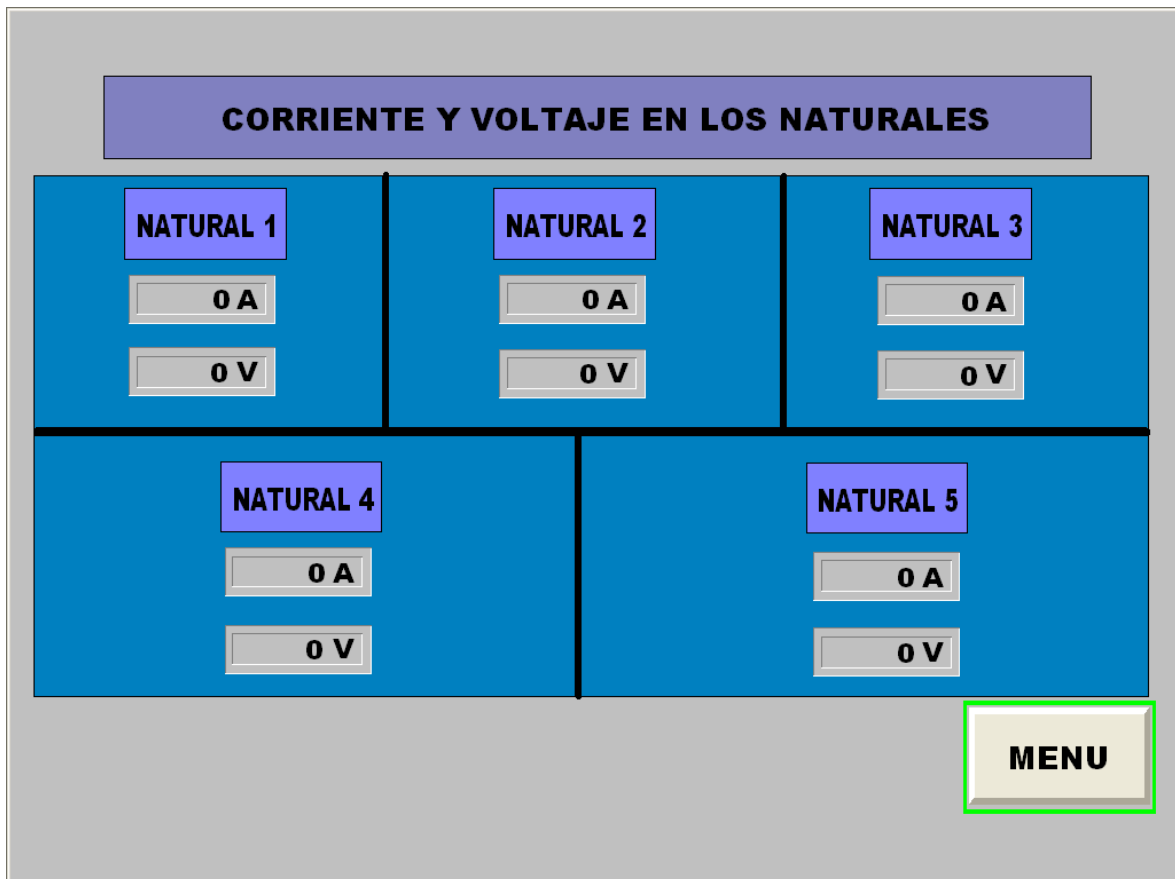 CORRIENTE Y VOLTAJE EN LOS NATURALES
NATURAL 1
NATURAL 2
NATURAL 3
0 A
0 A
0 A
0 V
0 V
0 V
NATURAL 4
NATURAL 5
0 A
0 A
0 V
0 V
MENU